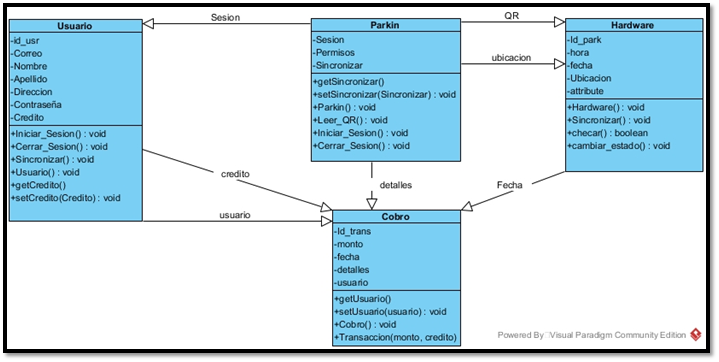 Usuario
-id_usr
-Correo
-Nombre
-Apellido
-Direccion
-Contraseña
-Credito
+Iniciar_Sesion() : void
+Cerrar_Sesion() : void
+Sincronizar() : void
+Usuario() : void
+getCredito()
+setCredito(Credito) : void
Sesion
Parkin
-Sesion
-Permisos
-Sincronizar
+getSincronizar()
+setSincronizar(Sincronizar) : void
+Parkin() : void
+Leer_QR() : void
+Iniciar_Sesion() : void
+Cerrar_Sesion() : void
QR
ubicacion
Hardware
-Id_park
-hora
-fecha
-Ubicacion
-attribute
+Hardware() : void
+Sincronizar() : void
+checar() : boolean
+cambiar_estado() : void
credito
detalles
Fecha
usuario
Cobro
-Id_trans
-monto
-fecha
-detalles
-usuario
+getUsuario()
+setUsuario(usuario) : void
+Cobro() : void
+Transaccion(monto, credito)
Powered By Visual Paradigm Community Edition